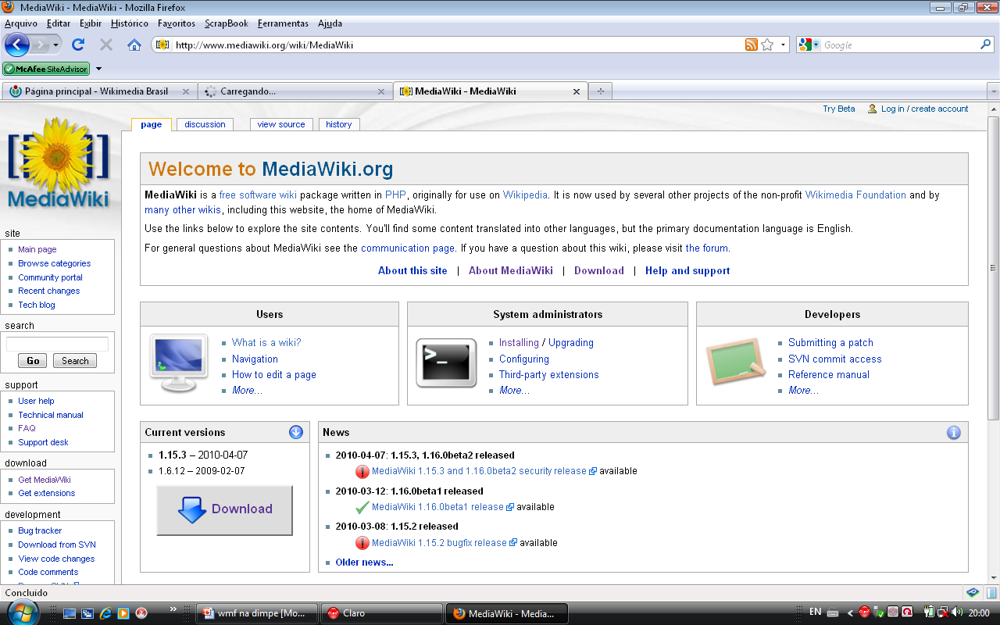 MediaWiki - MediaWiki - Mozilla Firefox
Arquivo Editar Exibir Histórico Favoritos ScrapBook Ferramentas Ajuda
http://www.mediawiki.org/wiki/MediaWiki
Google
McAfee SiteAdvisor
Página principal - Wikimedia Brasil
Carregando...
MediaWiki - MediaWiki
Try Beta
Log in / create account
page
discussion
view source
history
MediaWiki
site
Main page
Browse categories
Community portal
Recent changes
Tech blog
search
Go
Search
support
User help
Technical manual
FAQ
Support desk
download
Get MediaWiki
Get extensions
development
Bug tracker
Download from SVN
View code changes
Code comments
Welcome to MediaWiki.org
MediaWiki is a free software wiki package written in PHP, originally for use on Wikipedia. It is now used by several other projects of the non-profit Wikimedia Foundation and by
many other wikis, including this website, the home of MediaWiki.
Use the links below to explore the site contents. You'll find some content translated into other languages, but the primary documentation language is English.
For general questions about MediaWiki see the communication page. If you have a question about this wiki, please visit the forum.
About this site | About MediaWiki | Download | Help and support
Users
What is a wiki?
Navigation
How to edit a page
More...
System administrators
>_
Installing / Upgrading
Configuring
Third-party extensions
More...
Developers
Submitting a patch
SVN commit access
Reference manual
More...
Current versions
1.15.3 – 2010-04-07
1.6.12 – 2009-02-07
Download
News
2010-04-07: 1.15.3, 1.16.0beta2 released
MediaWiki 1.15.3 and 1.16.0beta2 security release available
2010-03-12: 1.16.0beta1 released
MediaWiki 1.16.0beta1 release available
2010-03-08: 1.15.2 released
MediaWiki 1.15.2 bugfix release available
Older news...
Concluído
wmf na dimpe [Mo...
Claro
MediaWiki - Media...
EN
20:00